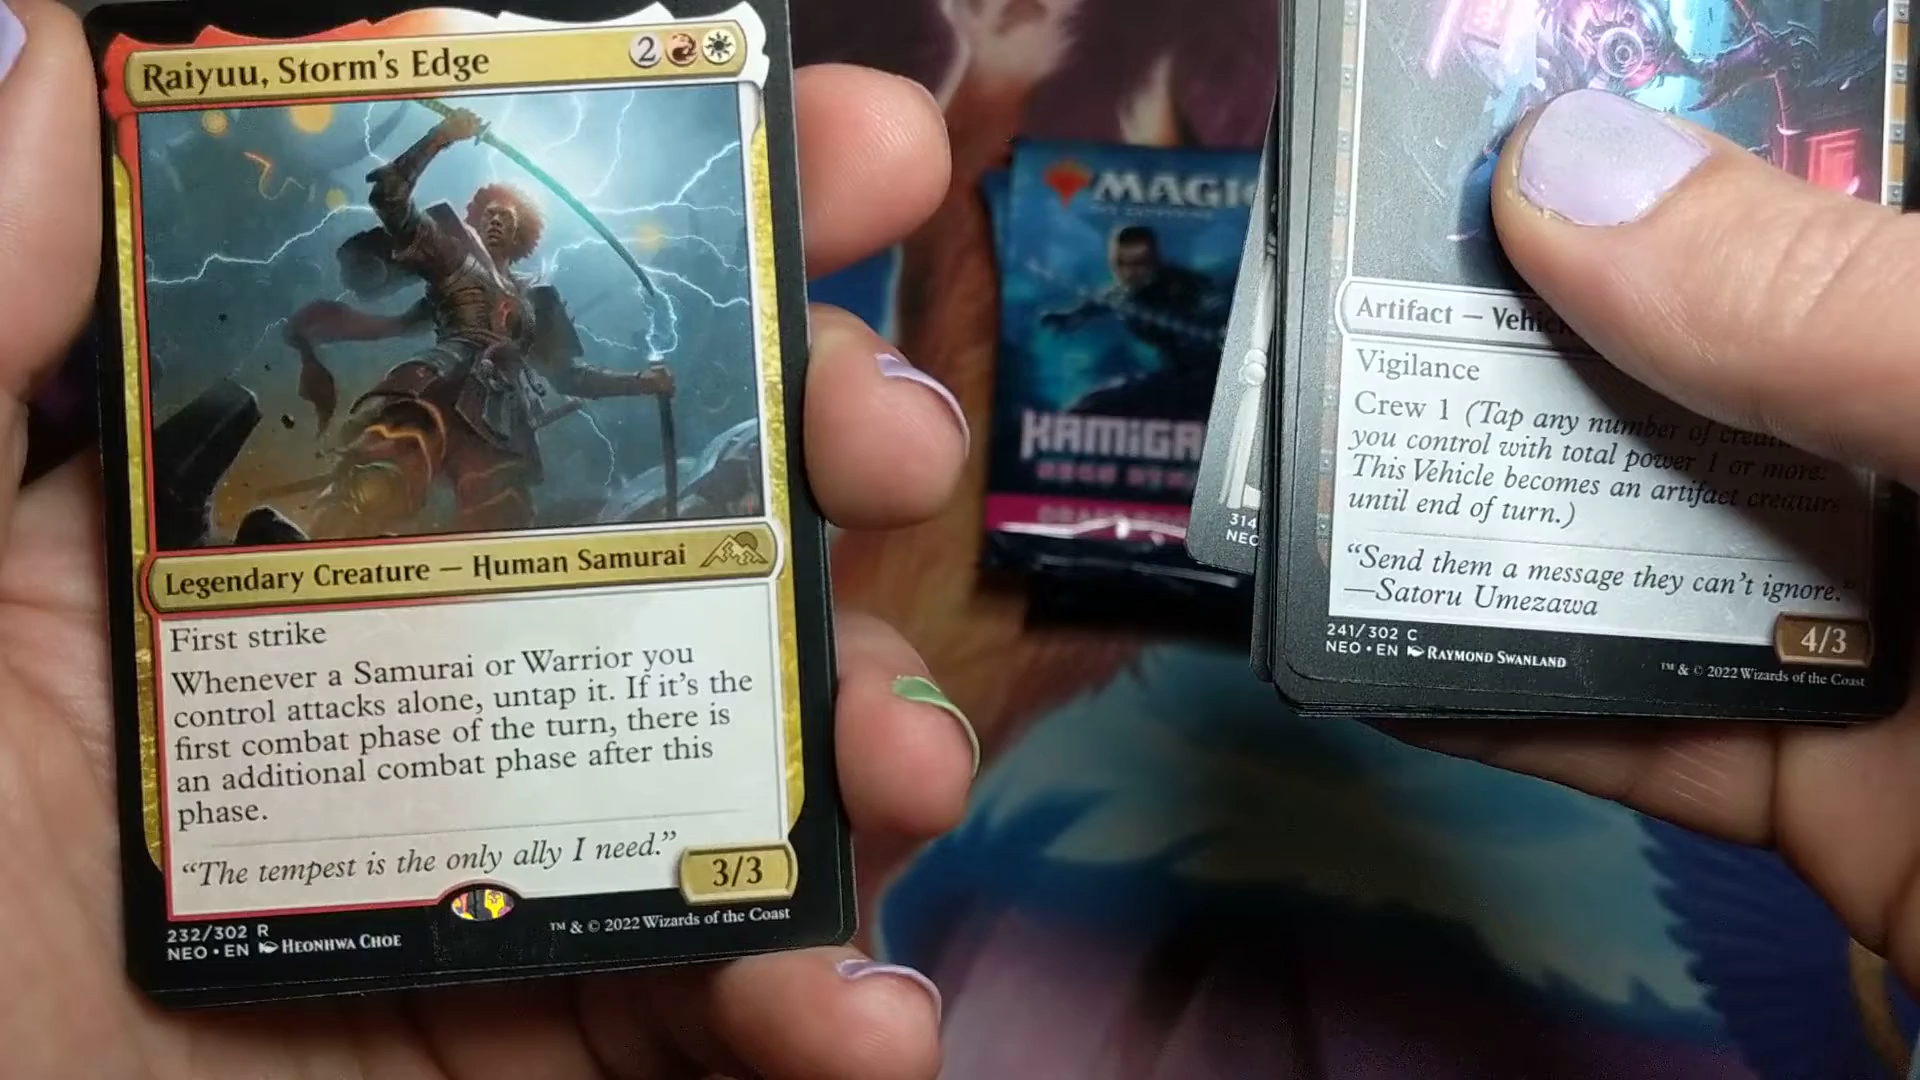 Raiyuu, Storm's Edge
2
Legendary Creature — Human Samurai
First strike
Whenever a Samurai or Warrior you
control attacks alone, untap it. If it's the
first combat phase of the turn, there is
an additional combat phase after this
phase.
“The tempest is the only ally I need.”
3/3
232/302 R
NEO • EN HEONHWA CHOE
™ & © 2022 Wizards of the Coast
MAGIC
KAMIGA
314
NEO
Artifact — Vehic
Vigilance
Crew 1 (Tap any number of
you control with total power 1 or more:
This Vehicle becomes an artifact creature
until end of turn.)
“Send them a message they can't ignore.”
—Satoru Umezawa
4/3
241/302 C
NEO • EN RAYMOND SWANLAND
™ & © 2022 Wizards of the Coast